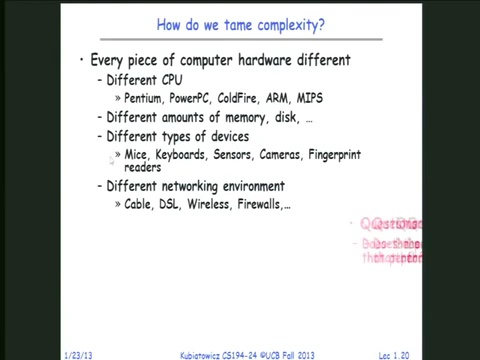 How do we tame complexity?
• Every piece of computer hardware different
– Different CPU
» Pentium, PowerPC, ColdFire, ARM, MIPS
– Different amounts of memory, disk, …
– Different types of devices
» Mice, Keyboards, Sensors, Cameras, Fingerprint
readers
– Different networking environment
» Cable, DSL, Wireless, Firewalls,…
1/23/13
Kubiatowicz CS194-24 ©UCB Fall 2013
Lec 1.20